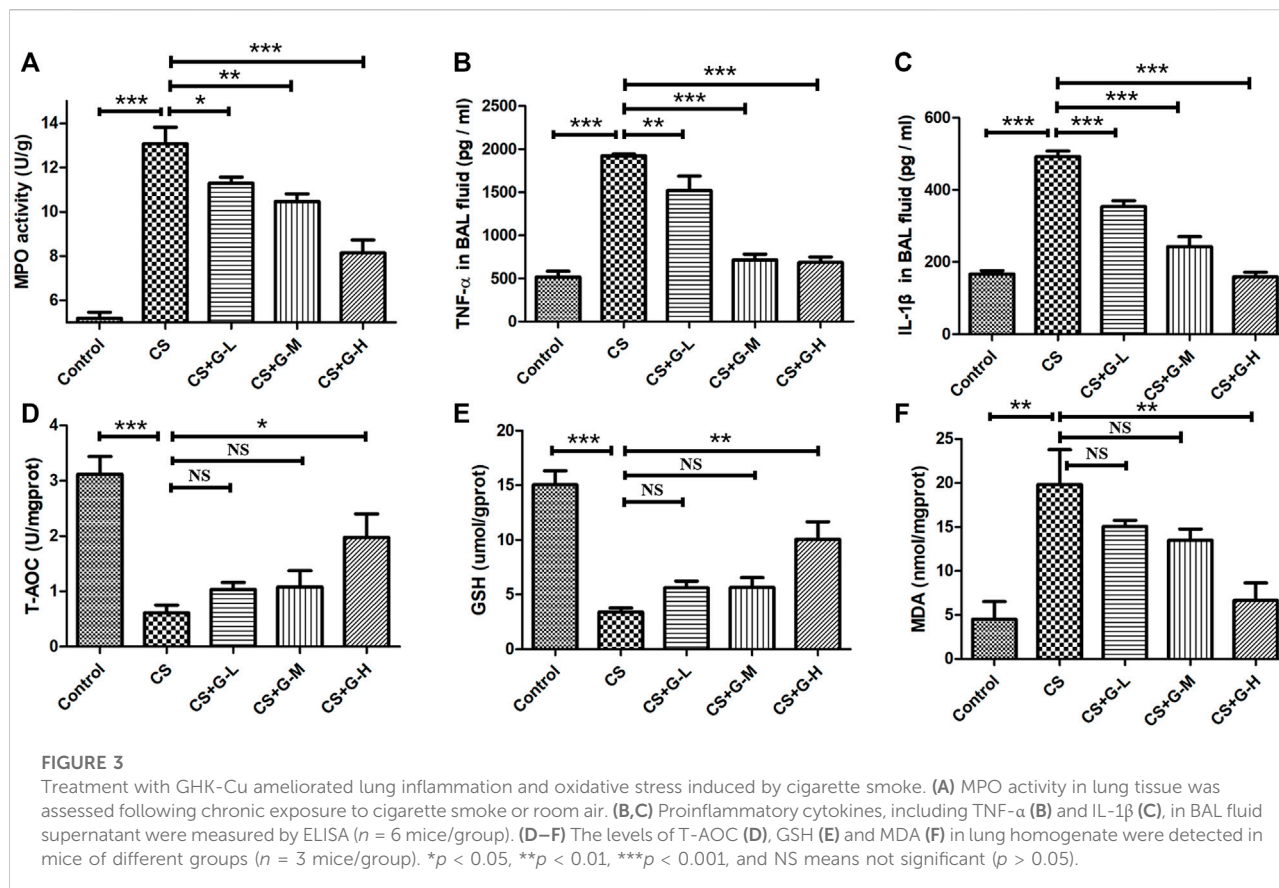 A
***
**
***
*
MPO activity (U/g)
14
12
10
8
6
Control
CS
CS+G-L
CS+G-M
CS+G-H
B
***
***
***
**
TNF-α in BAL fluid (pg / ml)
2500
2000
1500
1000
500
0
Control
CS
CS+G-L
CS+G-M
CS+G-H
C
***
***
***
***
IL-1β in BAL fluid (pg / ml)
600
400
200
0
Control
CS
CS+G-L
CS+G-M
CS+G-H
D
***
*
NS
NS
T-AOC (U/mgprot)
4
3
2
1
0
Control
CS
CS+G-L
CS+G-M
CS+G-H
E
***
**
NS
NS
GSH (umol/gprot)
20
15
10
5
0
Control
CS
CS+G-L
CS+G-M
CS+G-H
F
**
**
NS
NS
MDA (nmol/mgprot)
25
20
15
10
5
0
Control
CS
CS+G-L
CS+G-M
CS+G-H
FIGURE 3
Treatment with GHK-Cu ameliorated lung inflammation and oxidative stress induced by cigarette smoke. (A) MPO activity in lung tissue was
assessed following chronic exposure to cigarette smoke or room air. (B,C) Proinflammatory cytokines, including TNF-α (B) and IL-1β (C), in BAL fluid
supernatant were measured by ELISA (n = 6 mice/group). (D–F) The levels of T-AOC (D), GSH (E) and MDA (F) in lung homogenate were detected in
mice of different groups (n = 3 mice/group). *p < 0.05, **p < 0.01, ***p < 0.001, and NS means not significant (p > 0.05).